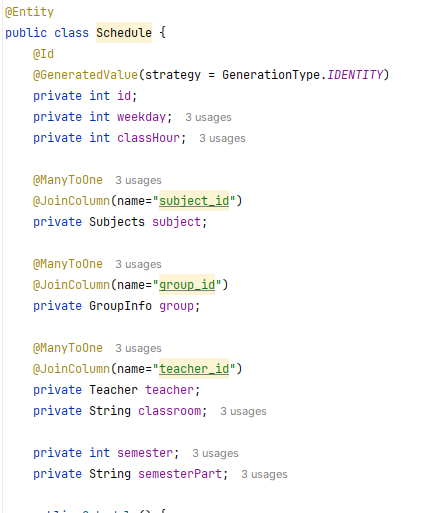 @Entity
public class Schedule {
@Id
@GeneratedValue(strategy = GenerationType.IDENTITY)
private int id;
private int weekday; 3 usages
private int classHour; 3 usages
@ManyToOne 3 usages
@JoinColumn(name="subject_id")
private Subjects subject;
@ManyToOne 3 usages
@JoinColumn(name="group_id")
private GroupInfo group;
@ManyToOne 3 usages
@JoinColumn(name="teacher_id")
private Teacher teacher;
private String classroom; 3 usages
private int semester; 3 usages
private String semesterPart; 3 usages
public Schedule() {